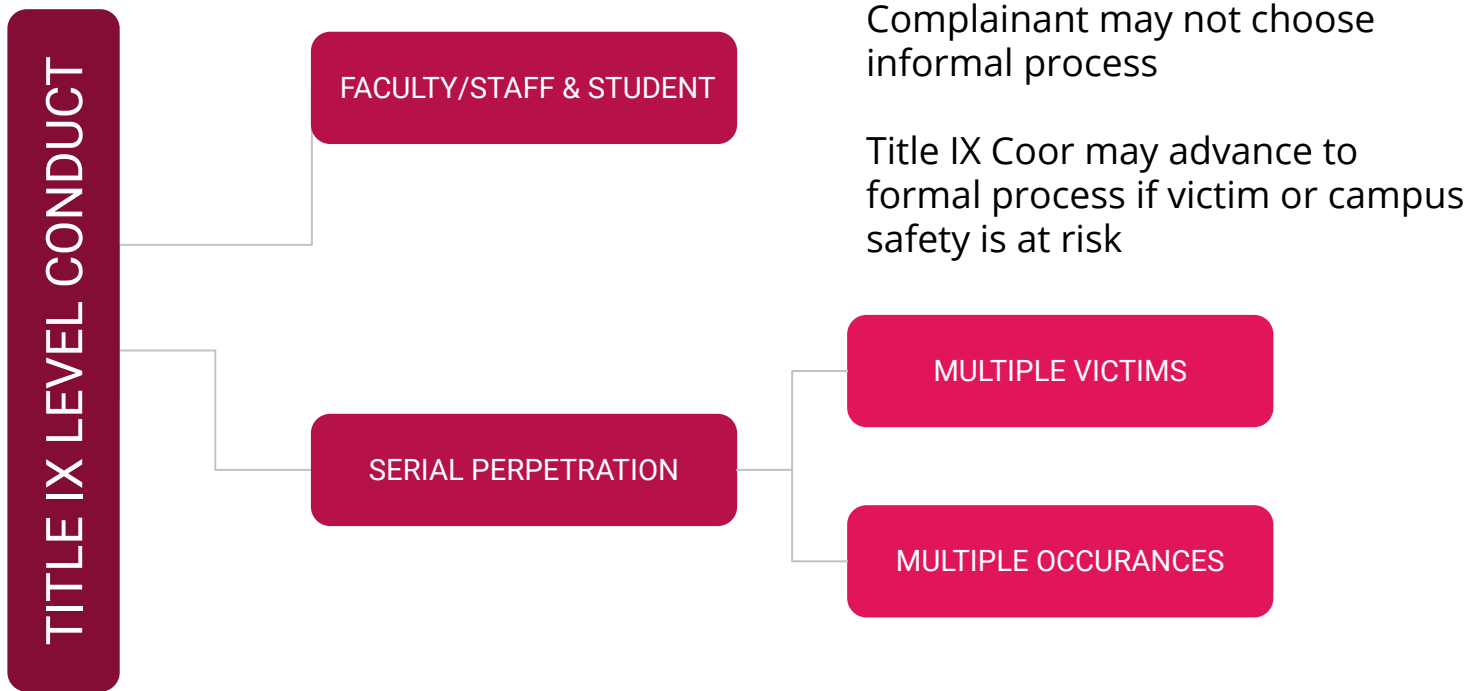 TITLE IX LEVEL CONDUCT
FACULTY/STAFF & STUDENT
Complainant may not choose
informal process
Title IX Coor may advance to
formal process if victim or campus
safety is at risk
SERIAL PERPETRATION
MULTIPLE VICTIMS
MULTIPLE OCCURANCES